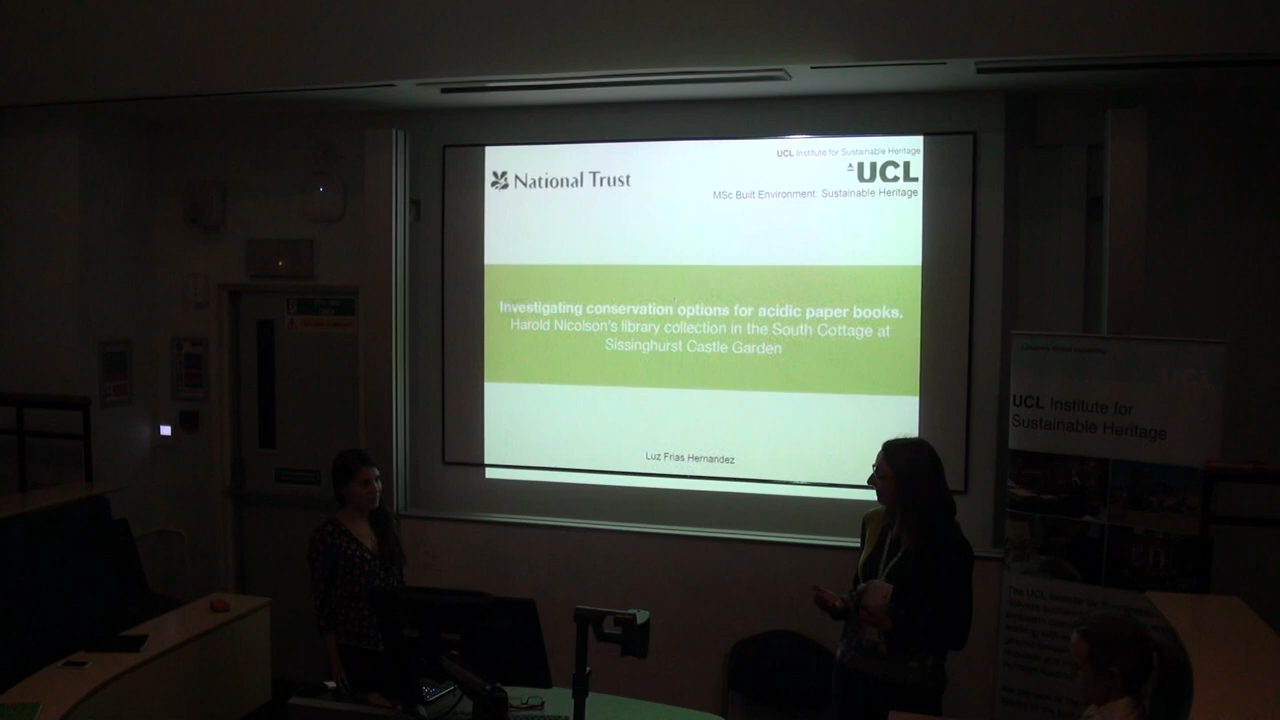 UCL Institute for Sustainable Heritage
National Trust
UCL
MSc Built Environment: Sustainable Heritage
Investigating conservation options for acidic paper books.
Harold Nicolson's library collection in the South Cottage at
Sissinghurst Castle Garden
Luz Frias Hernandez
UCL
UCL Institute for
Sustainable Heritage